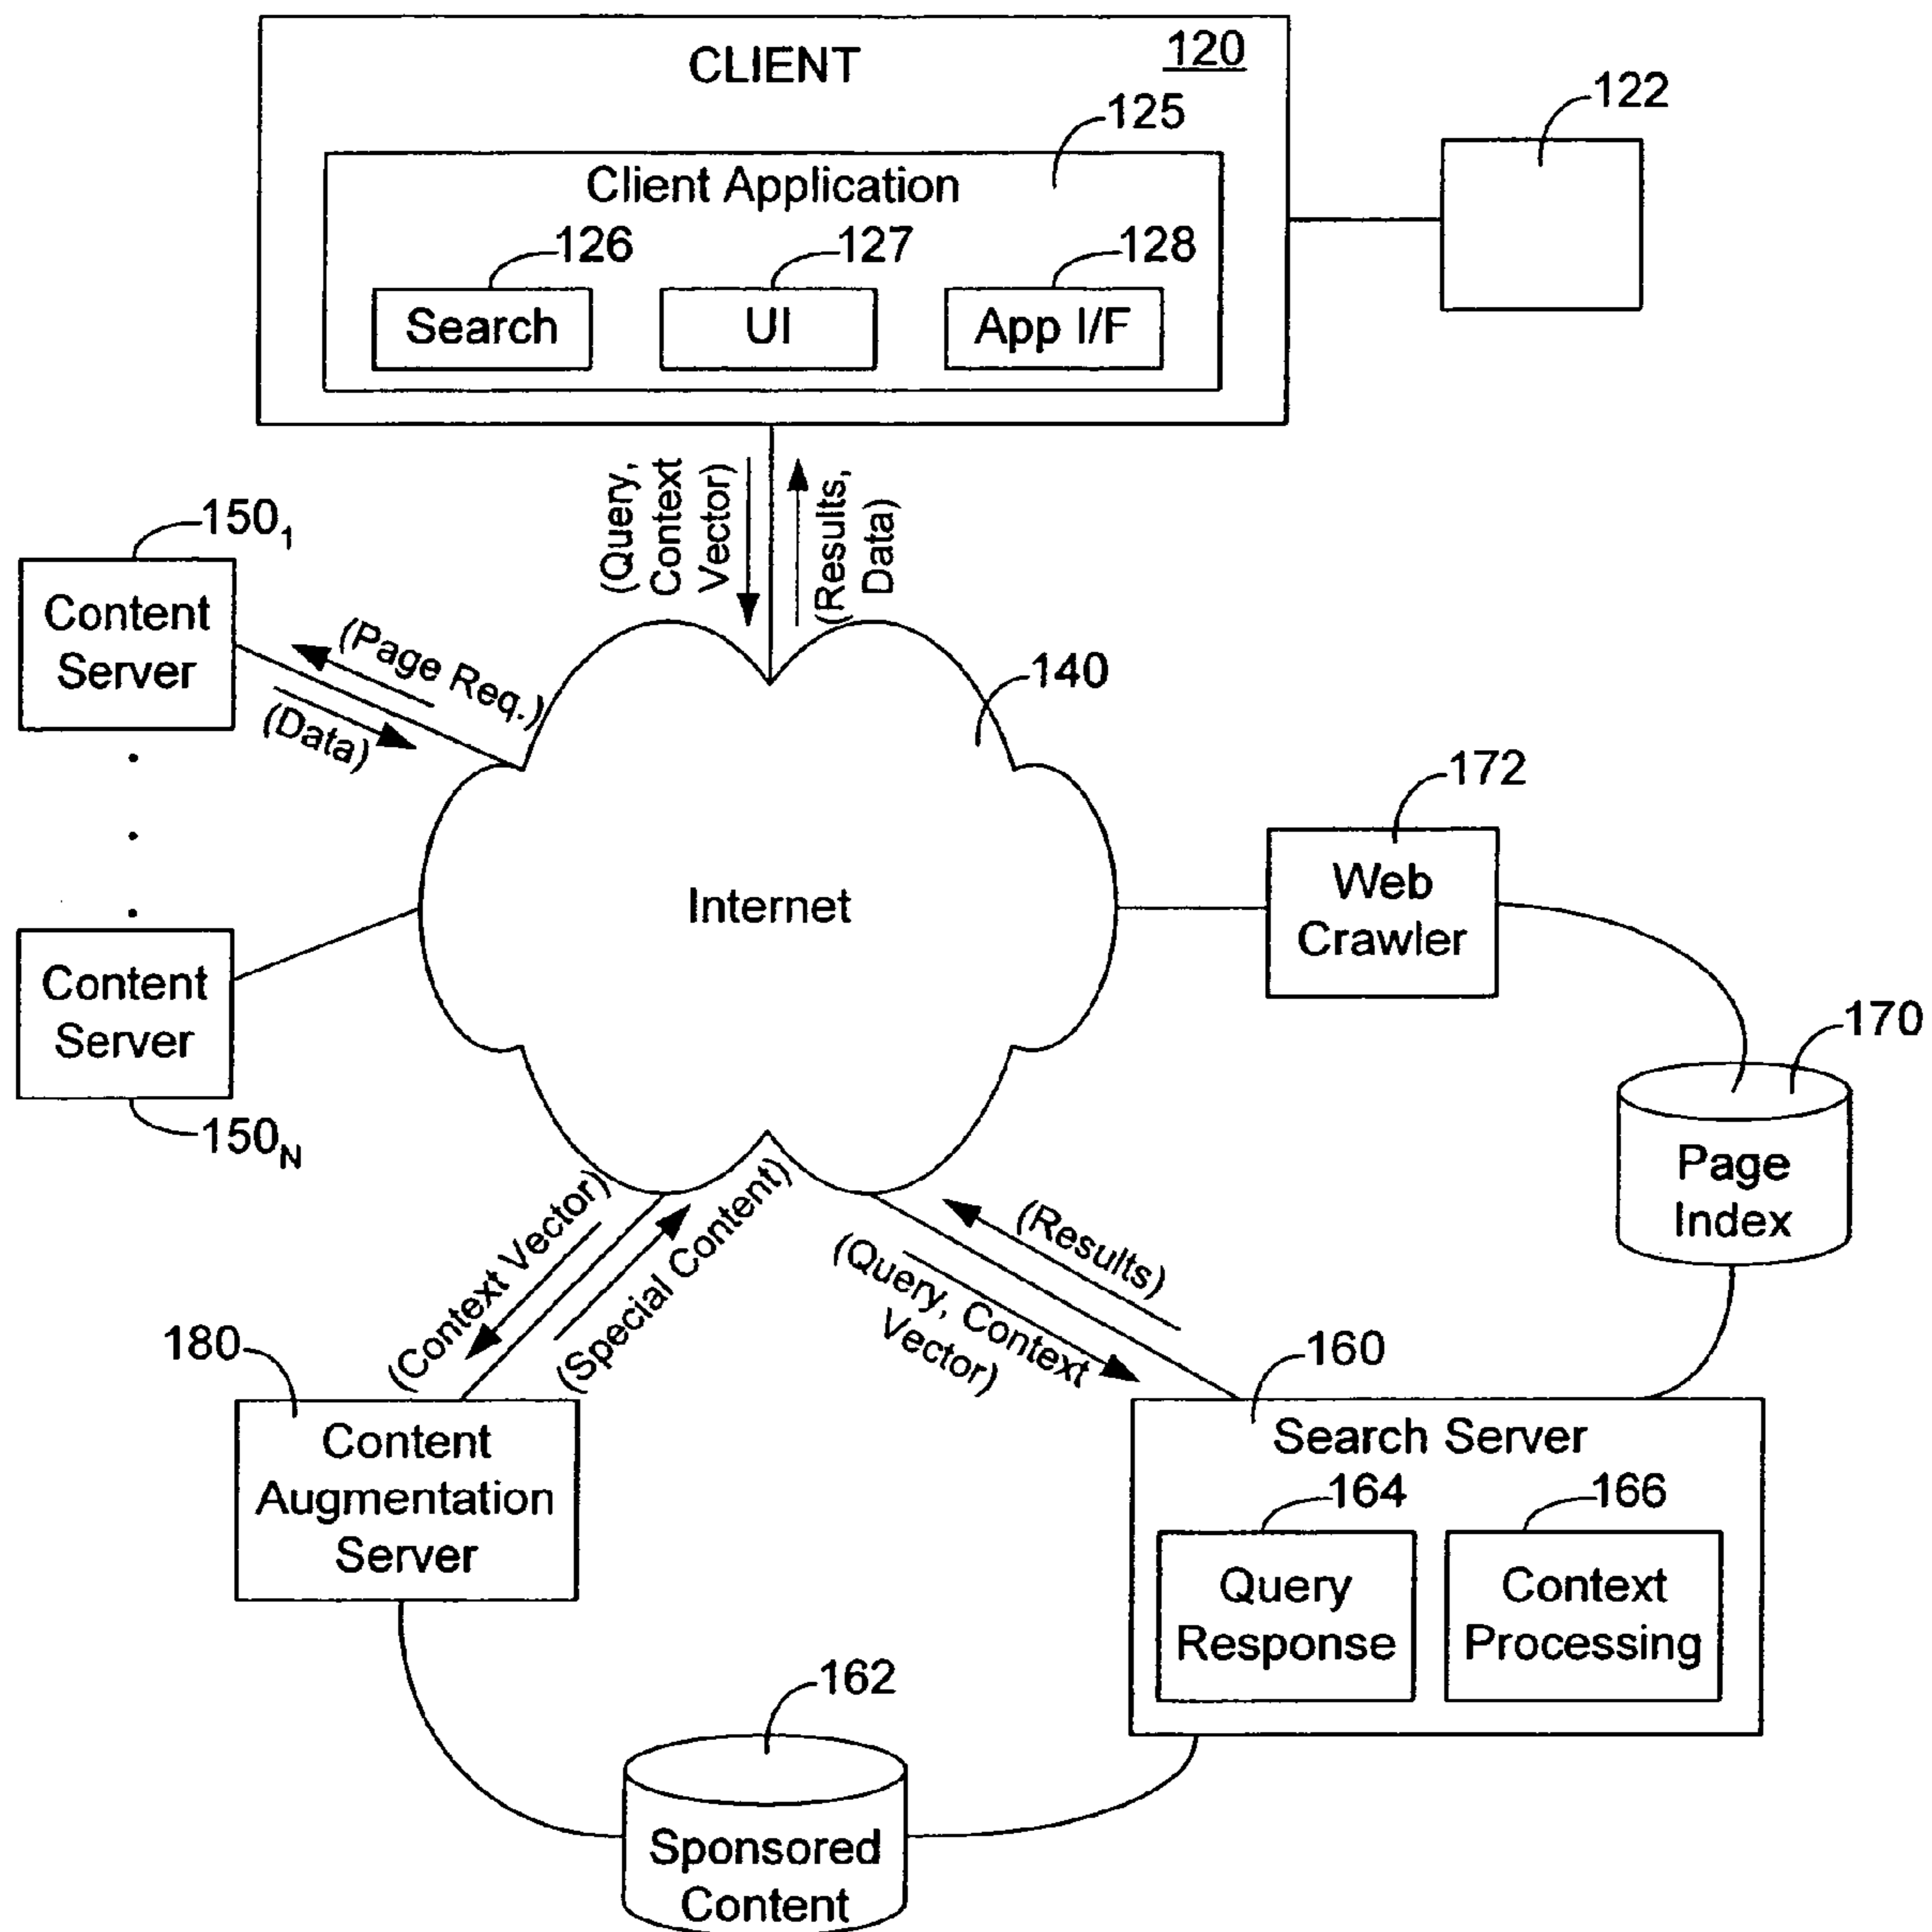 CLIENT
120
122
125
Client Application
126
127
128
Search
UI
App I/F
(Query,
Context
Vector)
(Results,
Data)
150₁
Content
Server
(Page Req.)
(Data)
140
172
Internet
Web
Crawler
Content
Server
150N
170
Page
Index
(Context Vector)
(Special Content)
(Results)
(Query, Context
Vector)
180
160
Content
Augmentation
Server
Search Server
164
166
Query
Response
Context
Processing
162
Sponsored
Content